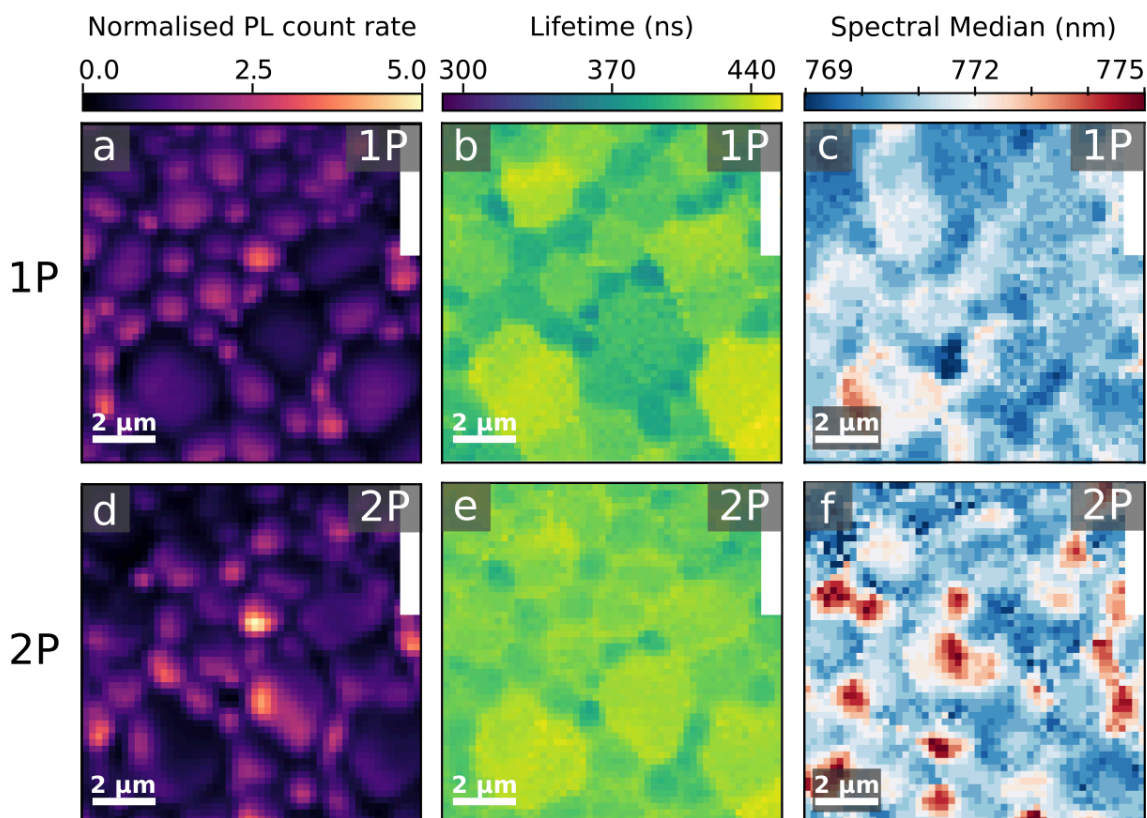 Normalised PL count rate Lifetime (ns) Spectral Median (nm)
0.0 2.5 5.0 300 370 440 769 772 775
a 1P b 1P c 1P
1P
2 μm 2 μm 2 μm
d 2P e 2P f 2P
2P
2 μm 2 μm 2 μm